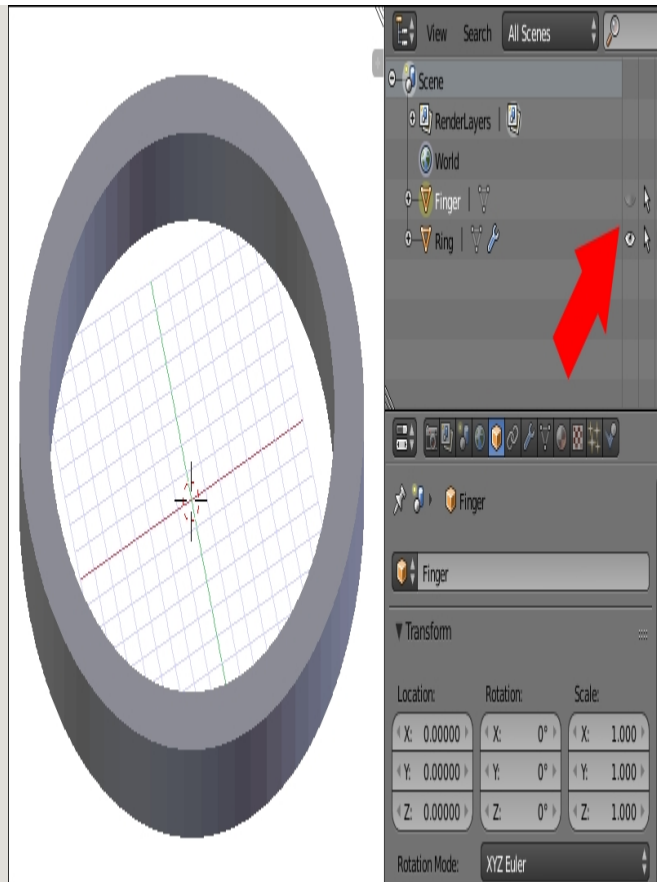 View Search All Scenes
Scene
RenderLayers
World
Finger
Ring
Finger
Finger
Transform
Location: Rotation: Scale:
X: 0.00000 X: 0° X: 1.000
Y: 0.00000 Y: 0° Y: 1.000
Z: 0.00000 Z: 0° Z: 1.000
Rotation Mode: XYZ Euler